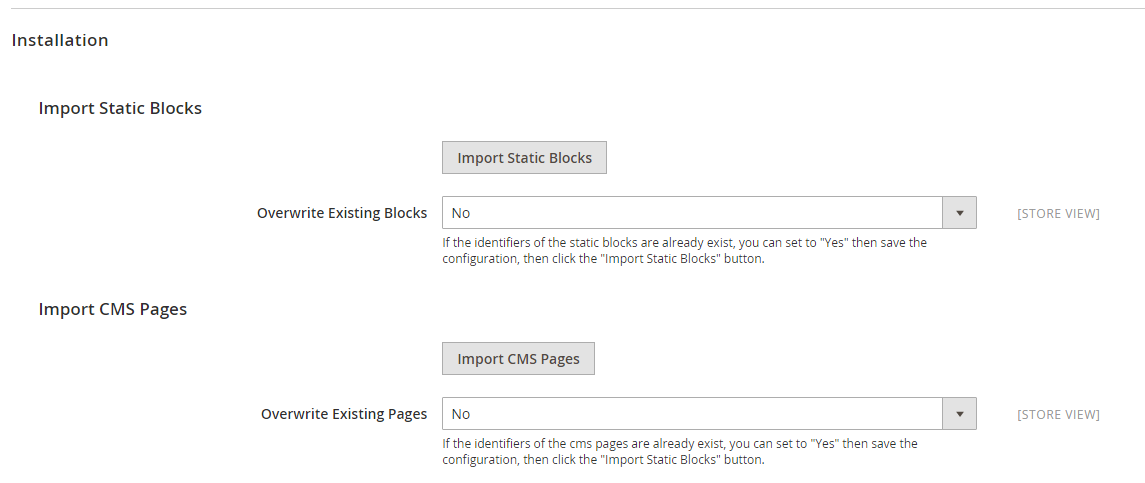 Installation
Import Static Blocks
Import Static Blocks
Overwrite Existing Blocks No [STORE VIEW]
If the identifiers of the static blocks are already exist, you can set to "Yes" then save the
configuration, then click the "Import Static Blocks" button.
Import CMS Pages
Import CMS Pages
Overwrite Existing Pages No [STORE VIEW]
If the identifiers of the cms pages are already exist, you can set to "Yes" then save the
configuration, then click the "Import Static Blocks" button.